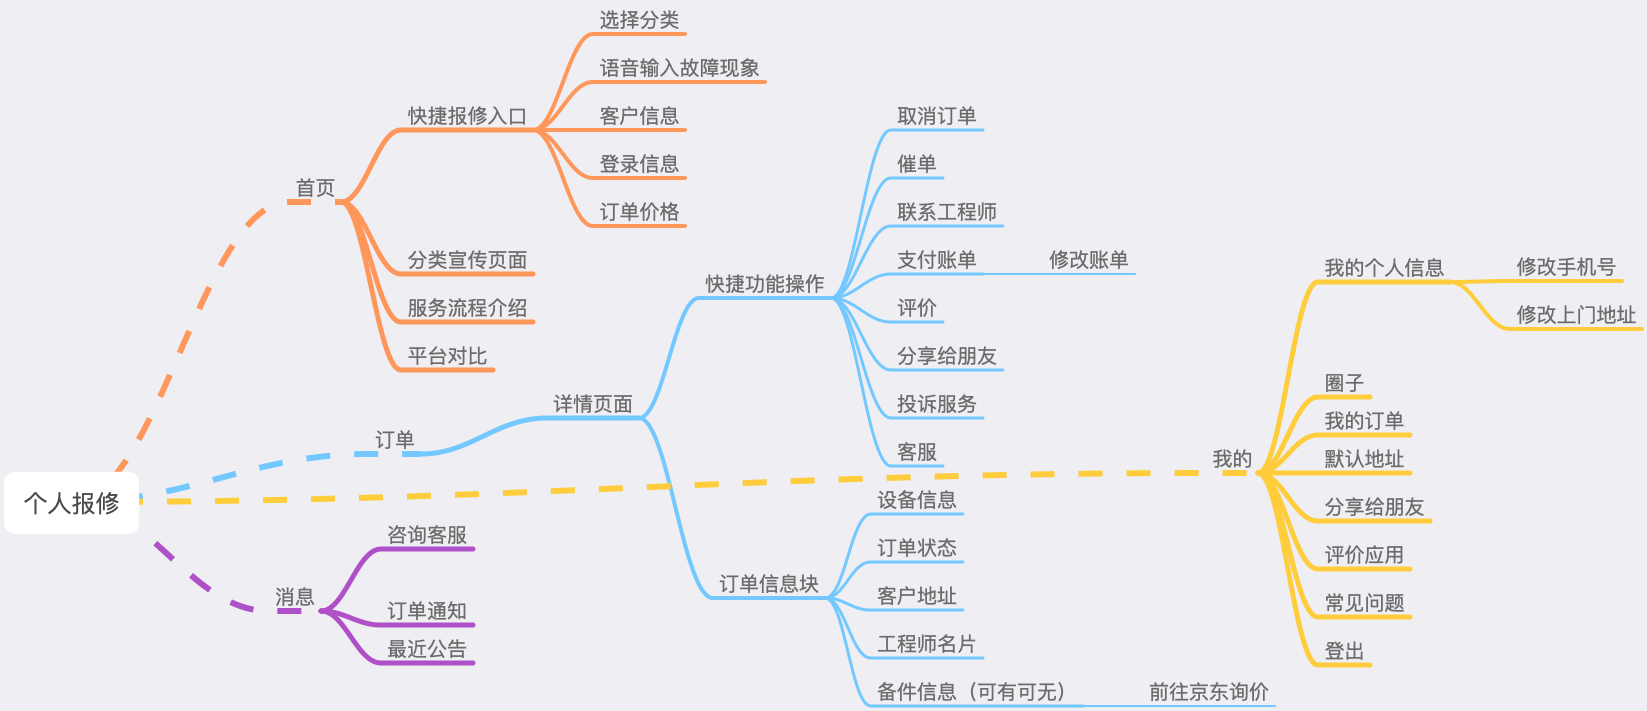 个人报修
首页
快捷报修入口
选择分类
语音输入故障现象
客户信息
登录信息
订单价格
分类宣传页面
服务流程介绍
平台对比
订单
详情页面
快捷功能操作
取消订单
催单
联系工程师
支付账单
修改账单
评价
分享给朋友
投诉服务
客服
订单信息块
设备信息
订单状态
客户地址
工程师名片
备件信息（可有可无）
前往京东询价
我的
我的个人信息
修改手机号
修改上门地址
圈子
我的订单
默认地址
分享给朋友
评价应用
常见问题
登出
消息
咨询客服
订单通知
最近公告